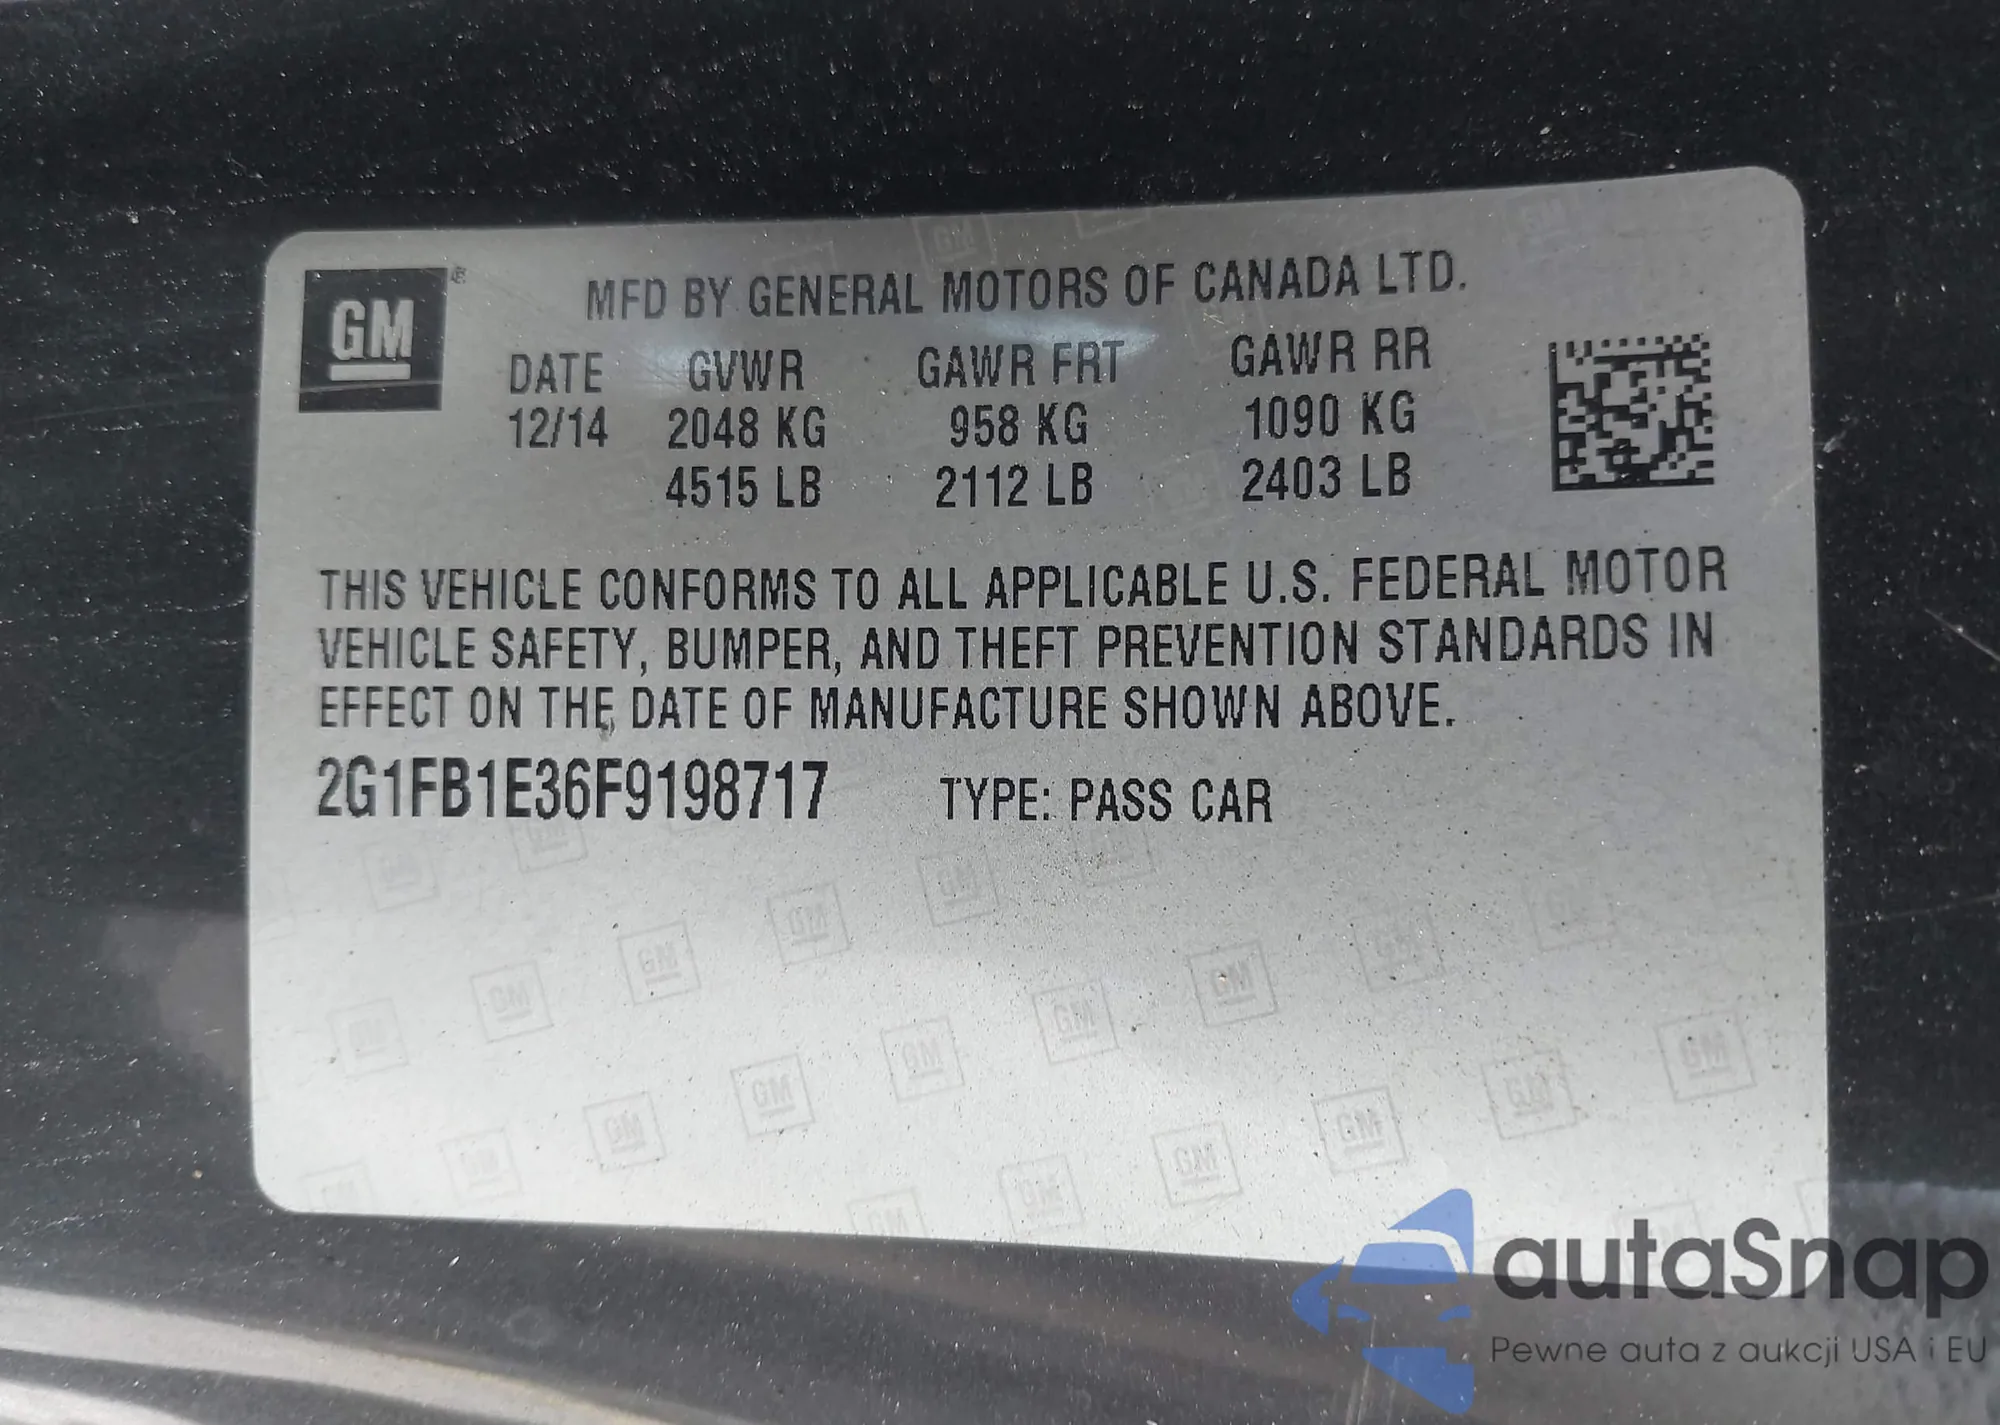 GM
MFD BY GENERAL MOTORS OF CANADA LTD.
DATE GVWR GAWR FRT GAWR RR
12/14 2048 KG 958 KG 1090 KG
4515 LB 2112 LB 2403 LB
THIS VEHICLE CONFORMS TO ALL APPLICABLE U.S. FEDERAL MOTOR
VEHICLE SAFETY, BUMPER, AND THEFT PREVENTION STANDARDS IN
EFFECT ON THE DATE OF MANUFACTURE SHOWN ABOVE.
2G1FB1E36F9198717 TYPE: PASS CAR
autaSnap
Pewne auta z aukcji USA i EU